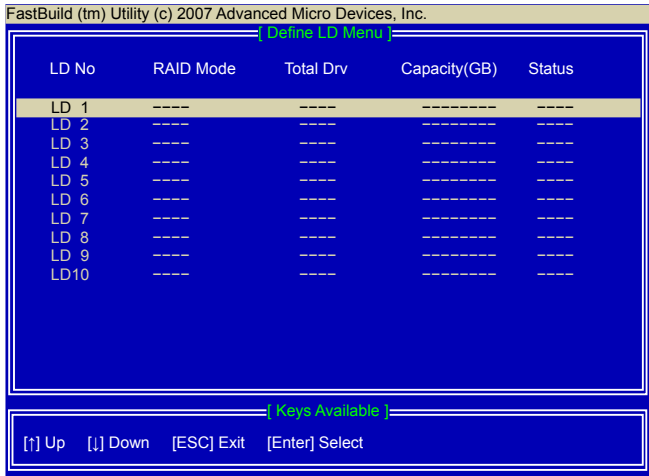 FastBuild (tm) Utility (c) 2007 Advanced Micro Devices, Inc.
[ Define LD Menu ]
LD No RAID Mode Total Drv Capacity(GB) Status
LD 1 ---- ---- -------- ----
LD 2 ---- ---- -------- ----
LD 3 ---- ---- -------- ----
LD 4 ---- ---- -------- ----
LD 5 ---- ---- -------- ----
LD 6 ---- ---- -------- ----
LD 7 ---- ---- -------- ----
LD 8 ---- ---- -------- ----
LD 9 ---- ---- -------- ----
LD10 ---- ---- -------- ----
[ Keys Available ]
[↑] Up [↓] Down [ESC] Exit [Enter] Select